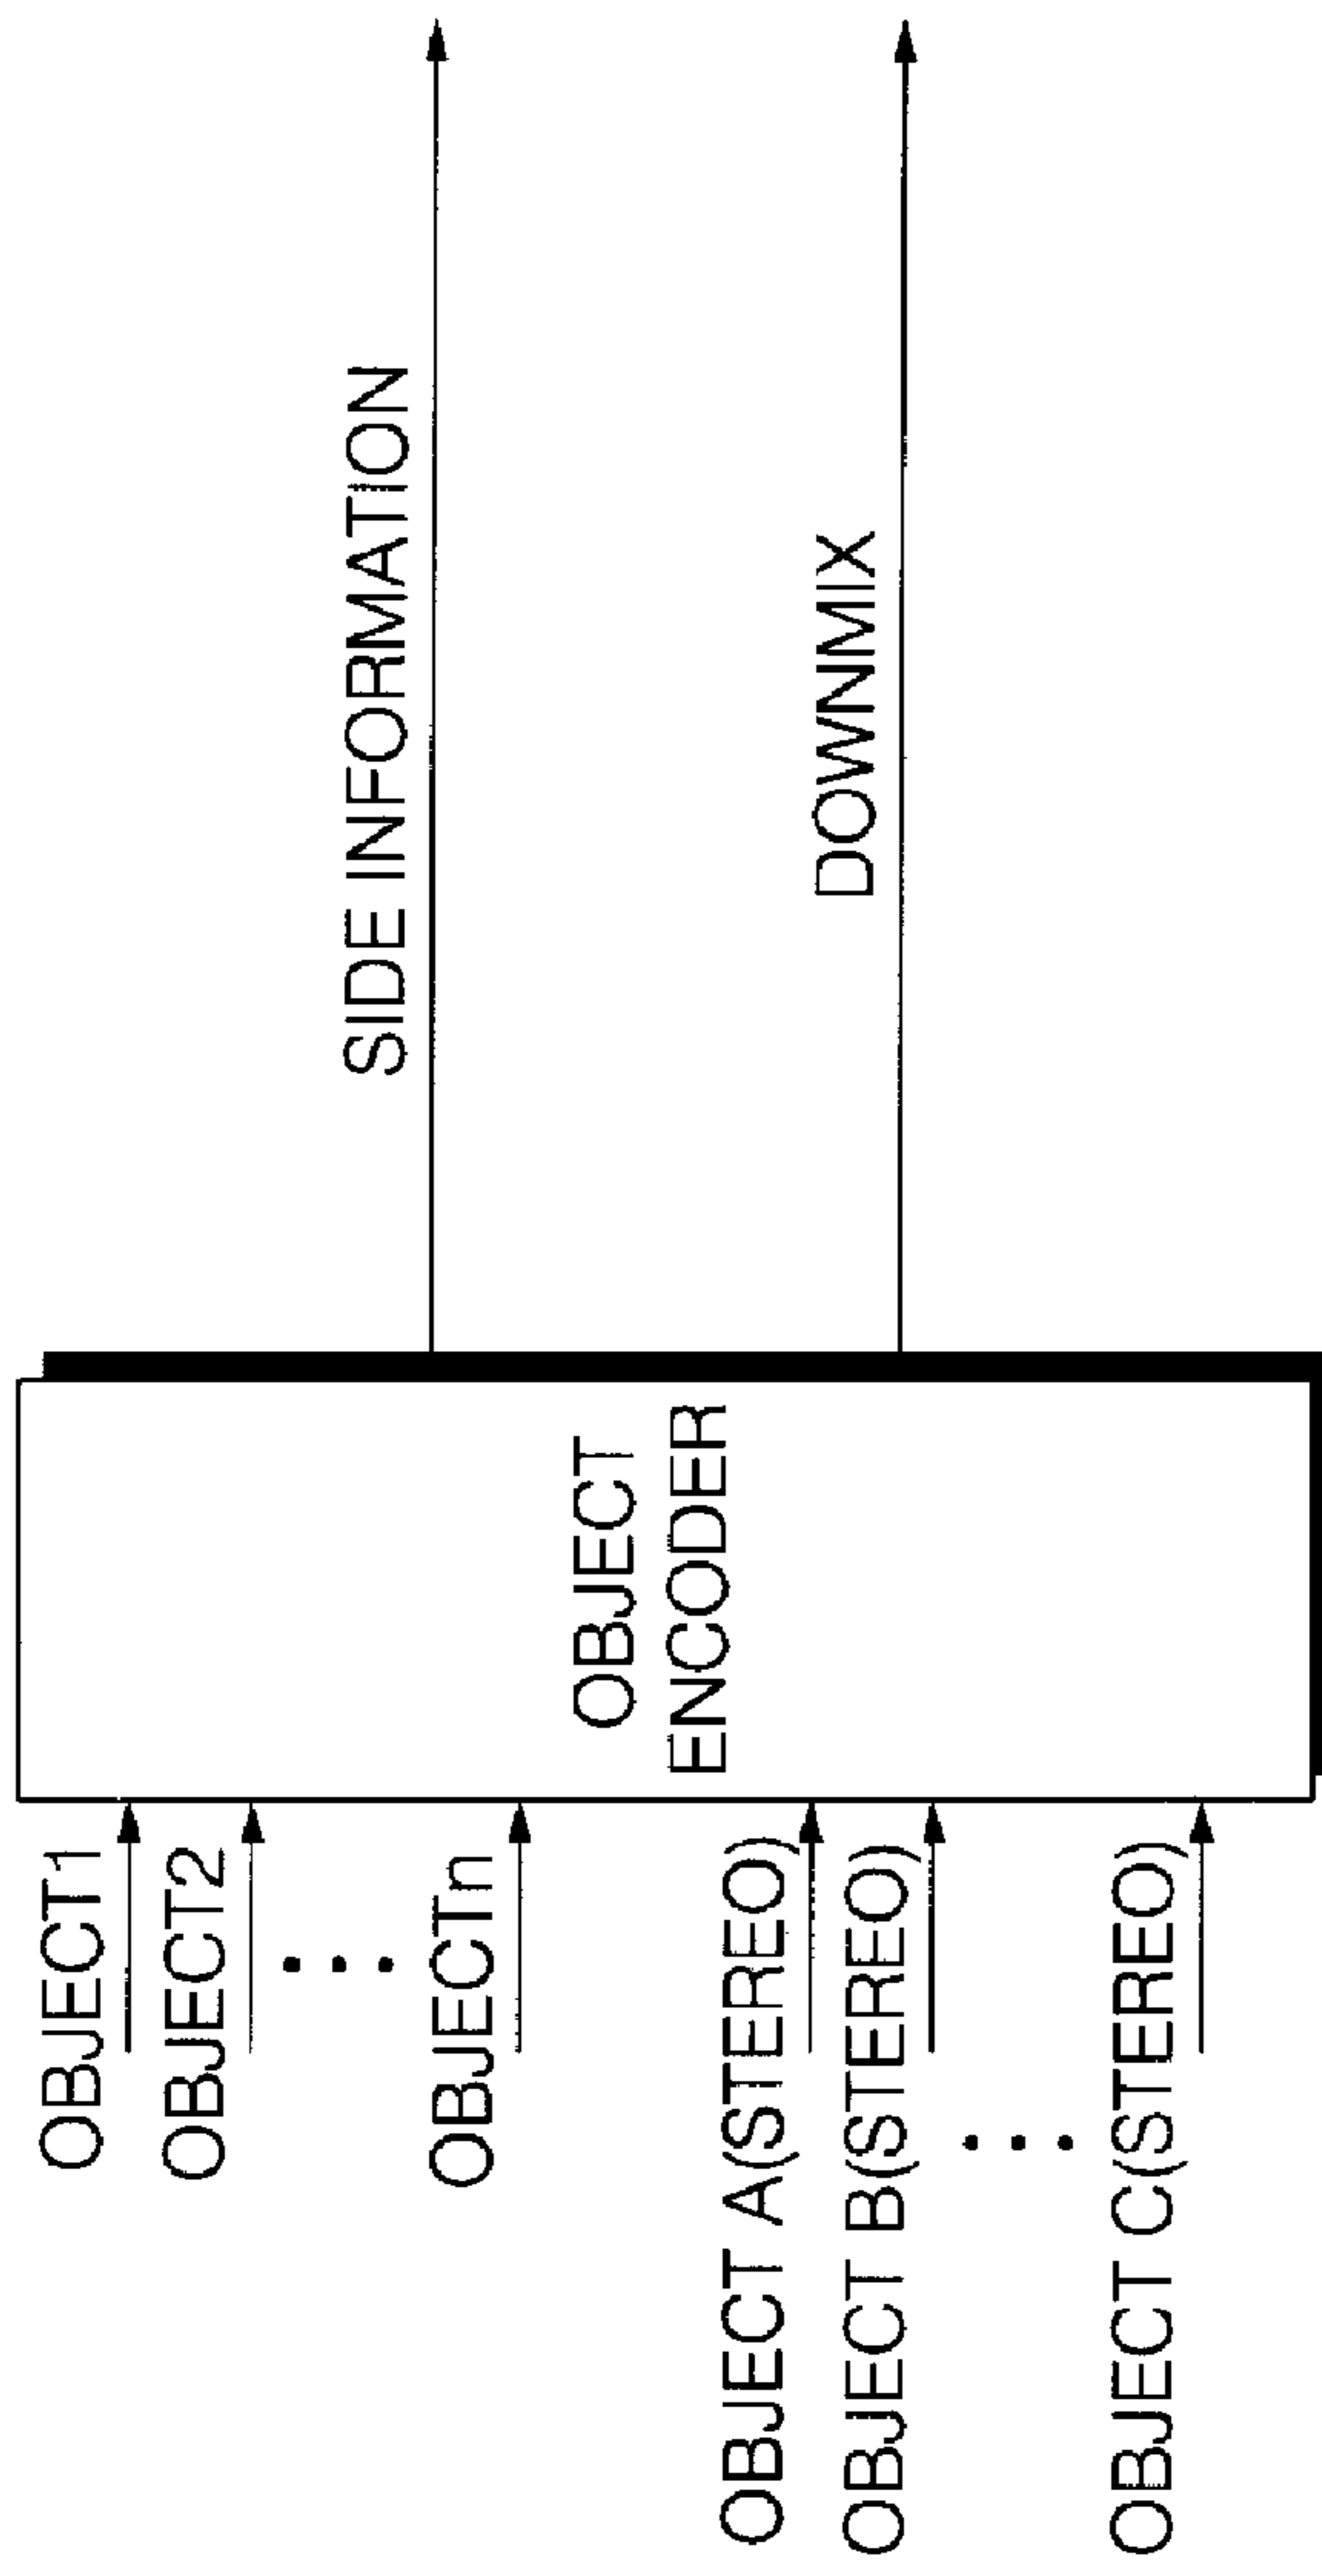 OBJECT1
OBJECT2
OBJECTn
OBJECT A(STEREO)
OBJECT B(STEREO)
OBJECT C(STEREO)
OBJECT
ENCODER
SIDE INFORMATION
DOWNMIX